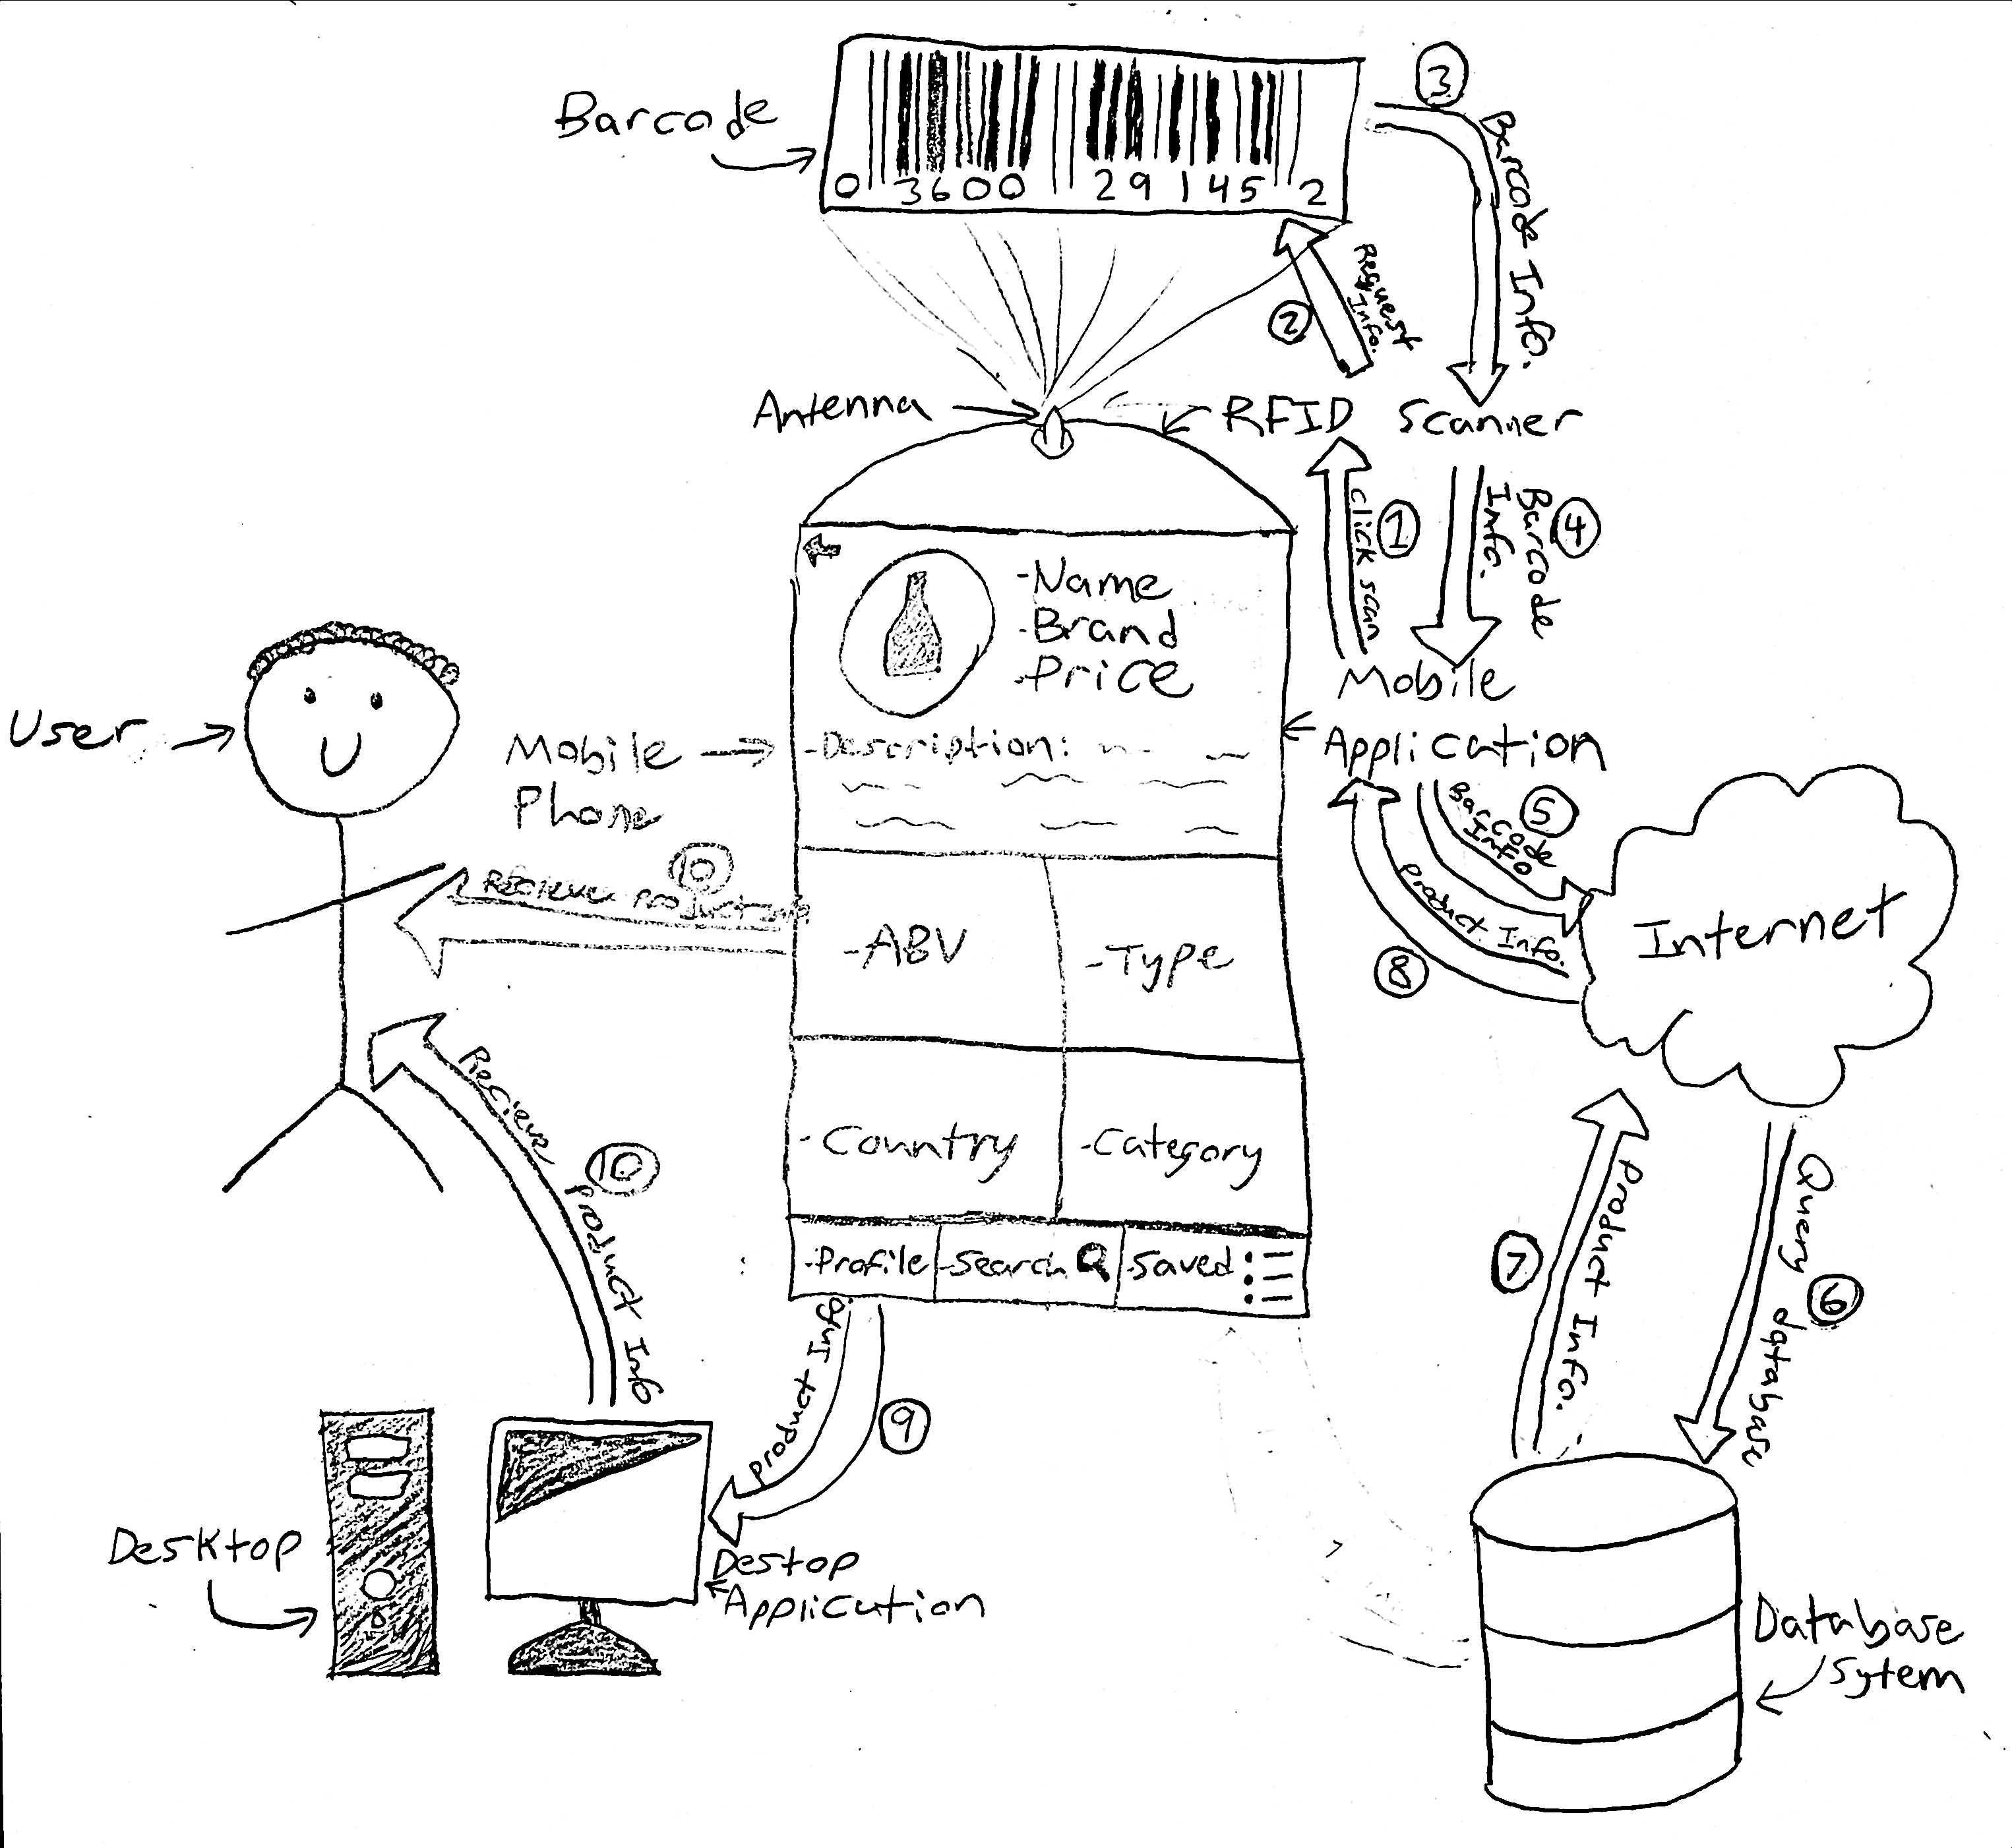 Barcode
0 3600 29145 2
3
Barcode Info.
Request
Info.
2
Antenna
RFID Scanner
click scan
1
Barcode
Info.
4
-Name
-Brand
-Price
-Description:
Mobile
Application
User
Mobile
Phone
Barcode
Info
5
Product Info.
8
Internet
10
Recieve product
-ABV
-Type
-Country
-Category
-Profile
-Search
-Saved
Recieve Product Info
10
Product Info.
9
Product Info.
7
Query database
6
Desktop
Destop
Application
Database
Sytem